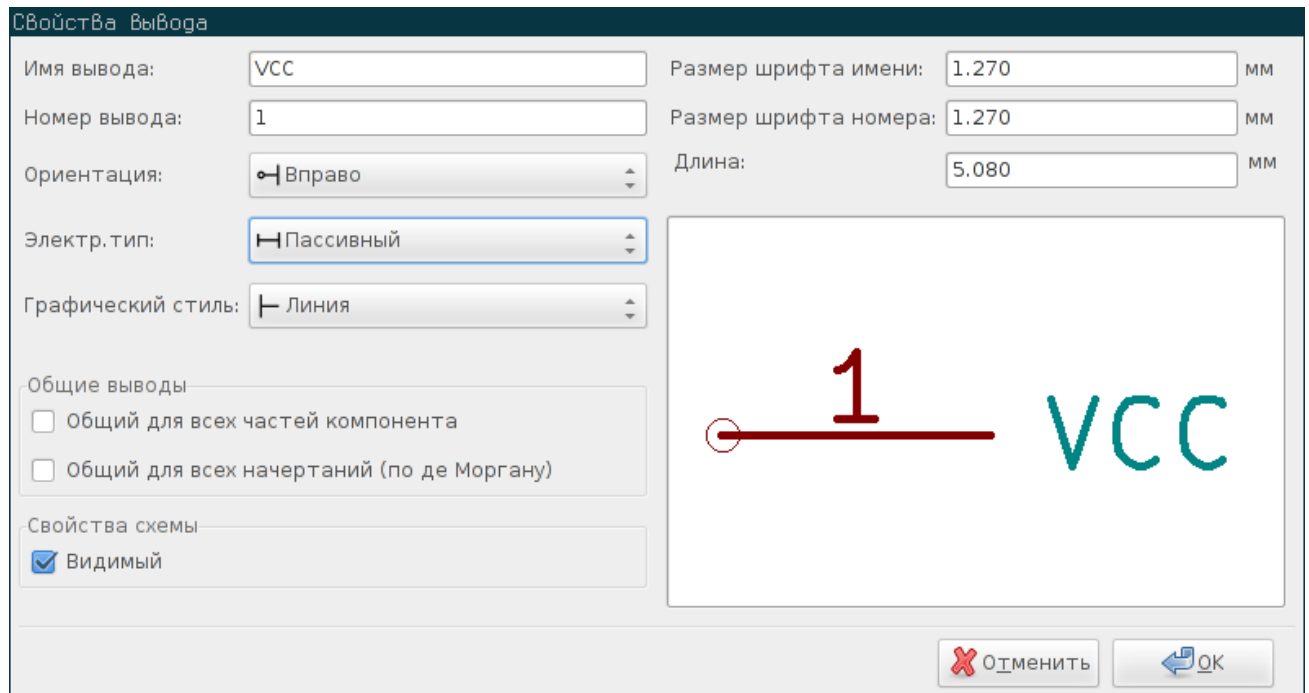 Свойства вывода
Имя вывода: VCC
Размер шрифта имени: 1.270 мм
Номер вывода: 1
Размер шрифта номера: 1.270 мм
Ориентация: Вправо
Длина: 5.080 мм
Электр.тип: Пассивный
Графический стиль: Линия
Общие выводы
Общий для всех частей компонента
Общий для всех начертаний (по де Моргану)
Свойства схемы
Видимый
1
VCC
Отменить
OK